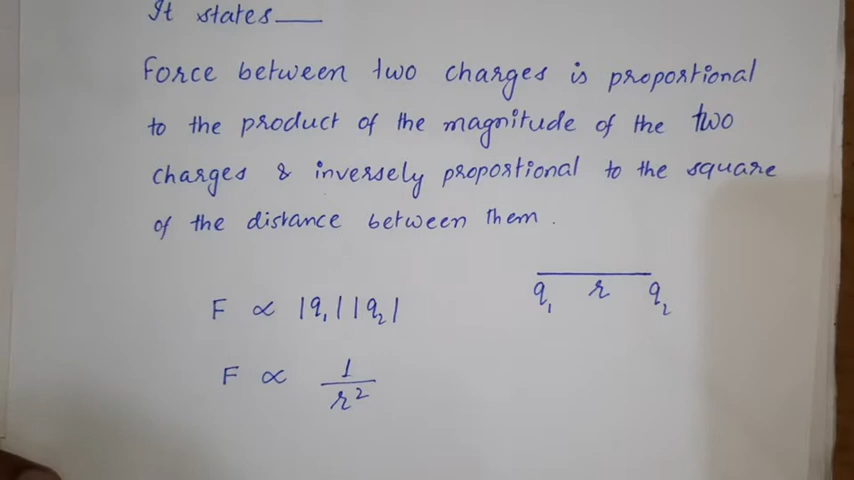 It states ___
Force between two charges is proportional
to the product of the magnitude of the two
charges & inversely proportional to the square
of the distance between them.
q₁ r q₂
F ∝ |q₁||q₂|
F ∝ 1/r²